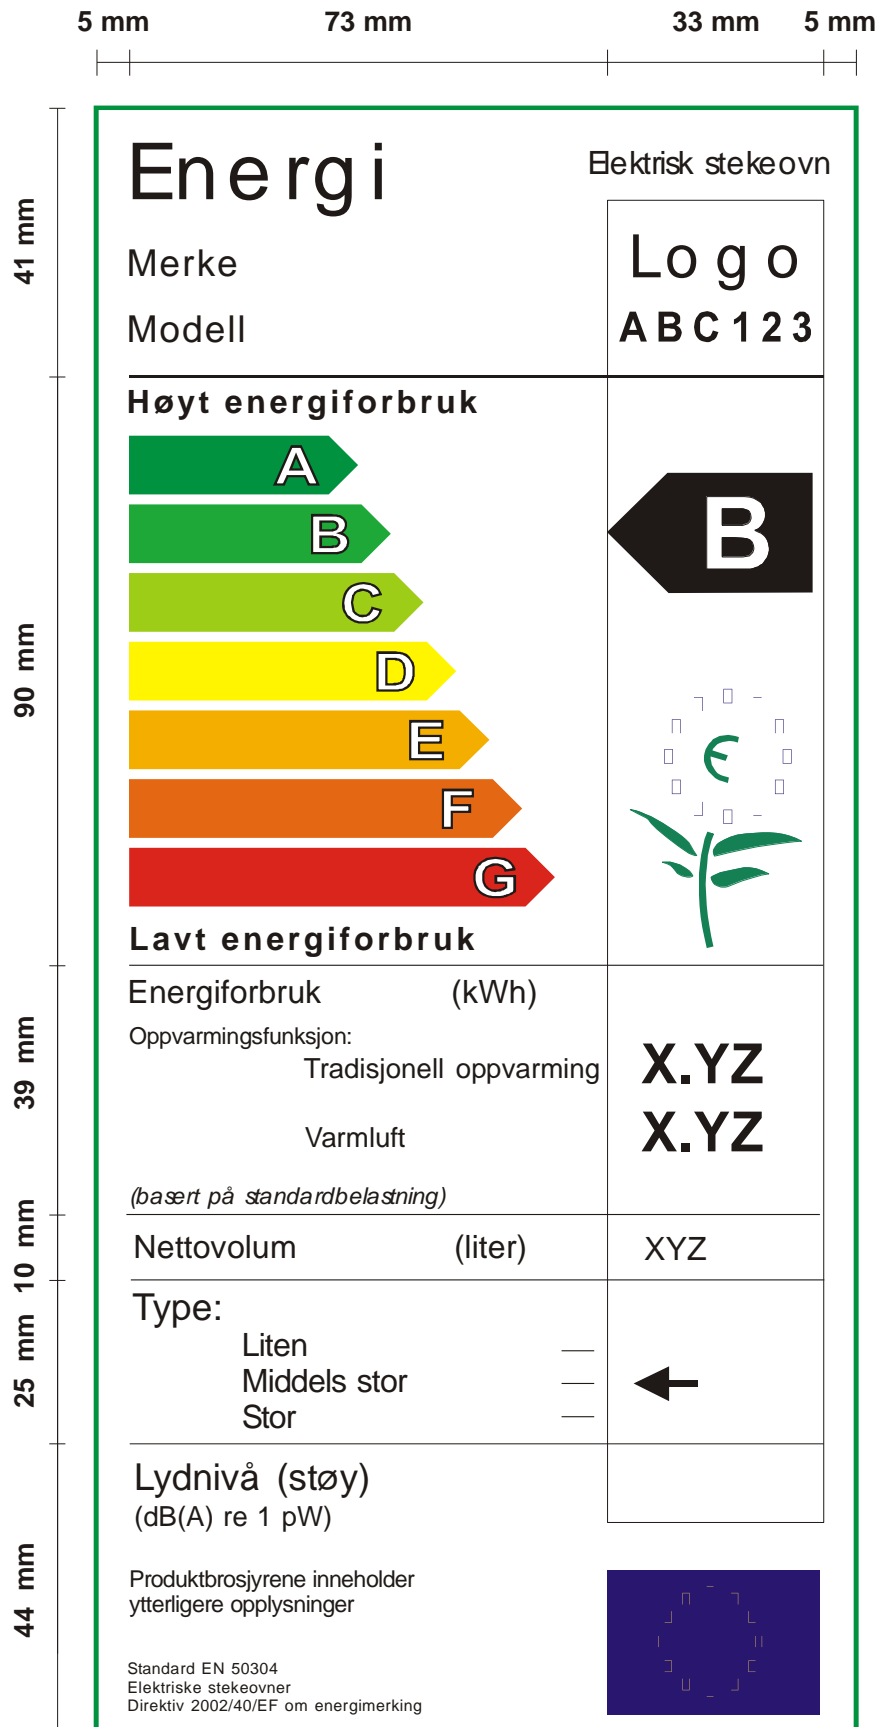 5 mm 73 mm 33 mm 5 mm
Energi
Elektrisk stekeovn
41 mm
Merke
Logo
Modell
ABC123
Høyt energiforbruk
A
B
B
C
90 mm
D
E
F
G
Lavt energiforbruk
Energiforbruk (kWh)
39 mm
Oppvarmingsfunksjon:
Tradisjonell oppvarming X.YZ
Varmluft X.YZ
(basert på standardbelastning)
10 mm
Nettovolum (liter) XYZ
25 mm
Type:
Liten
Middels stor
Stor
44 mm
Lydnivå (støy)
(dB(A) re 1 pW)
Produktbrosjyrene inneholder
ytterligere opplysninger
Standard EN 50304
Elektriske stekeovner
Direktiv 2002/40/EF om energimerking